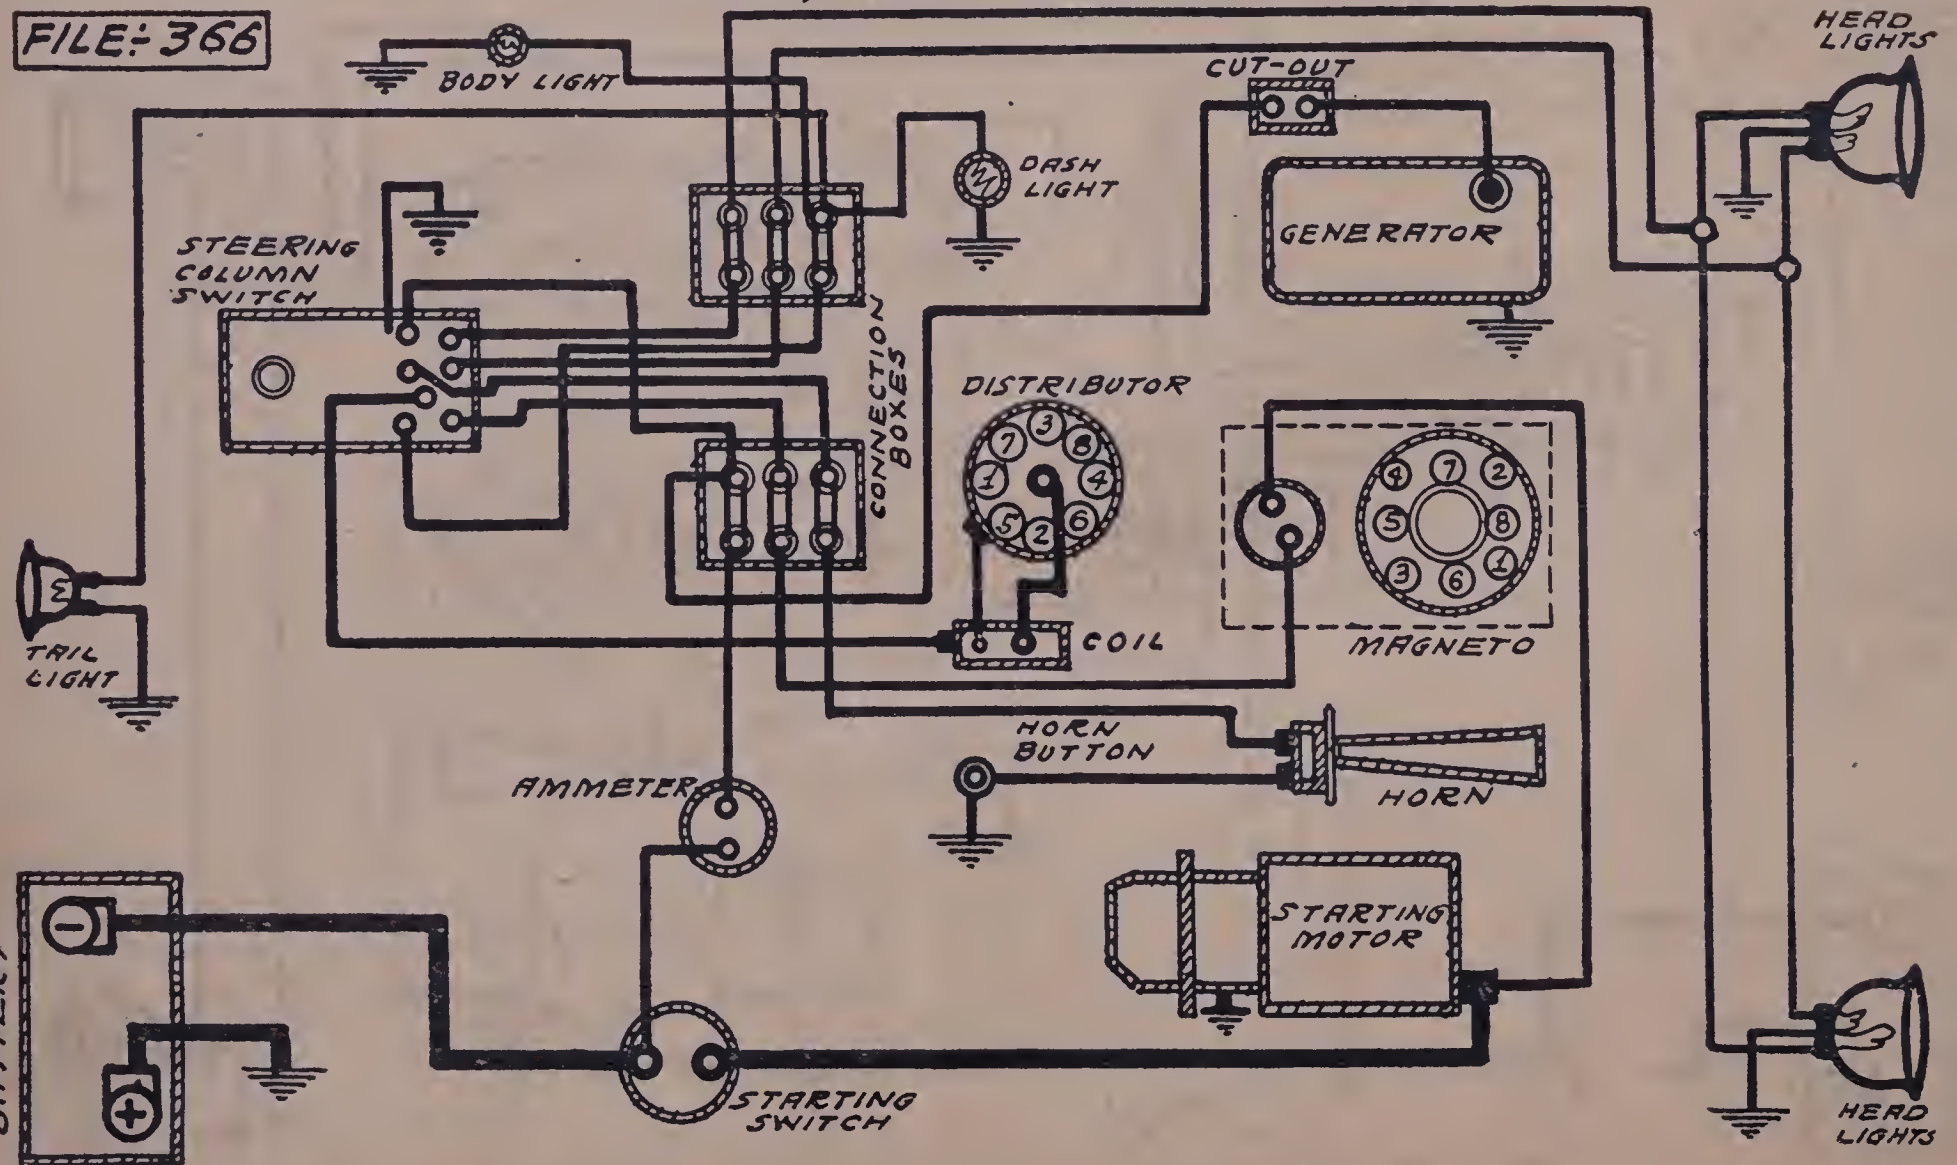 FILE:- 366
HEAD
LIGHTS
BODY LIGHT
CUT-OUT
DASH
LIGHT
STEERING
COLUMN
SWITCH
GENERATOR
CONNECTION
BOXES
DISTRIBUTOR
3
7
8
1
4
5
6
2
4
7
2
5
8
3
6
1
COIL
MAGNETO
TAIL
LIGHT
HORN
BUTTON
HORN
AMMETER
-
+
STARTING
MOTOR
STARTING
SWITCH
HEAD
LIGHTS